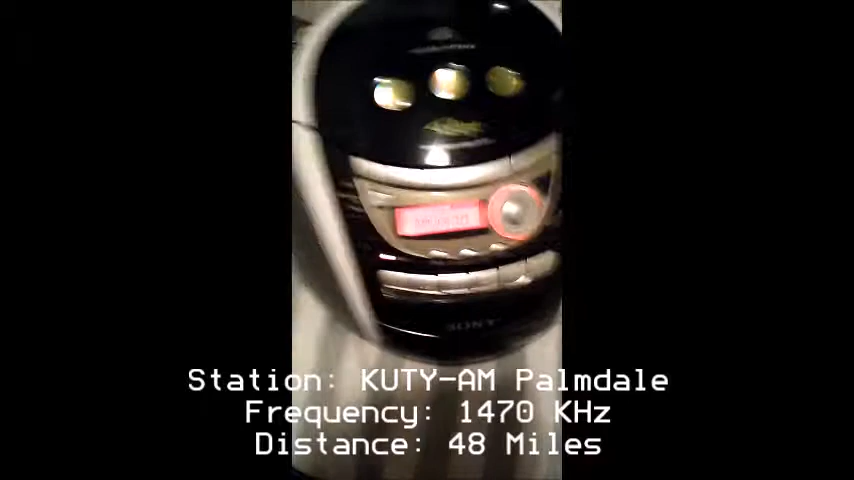 SONY
Station: KUTY-AM Palmdale
Frequency: 1470 KHz
Distance: 48 Miles